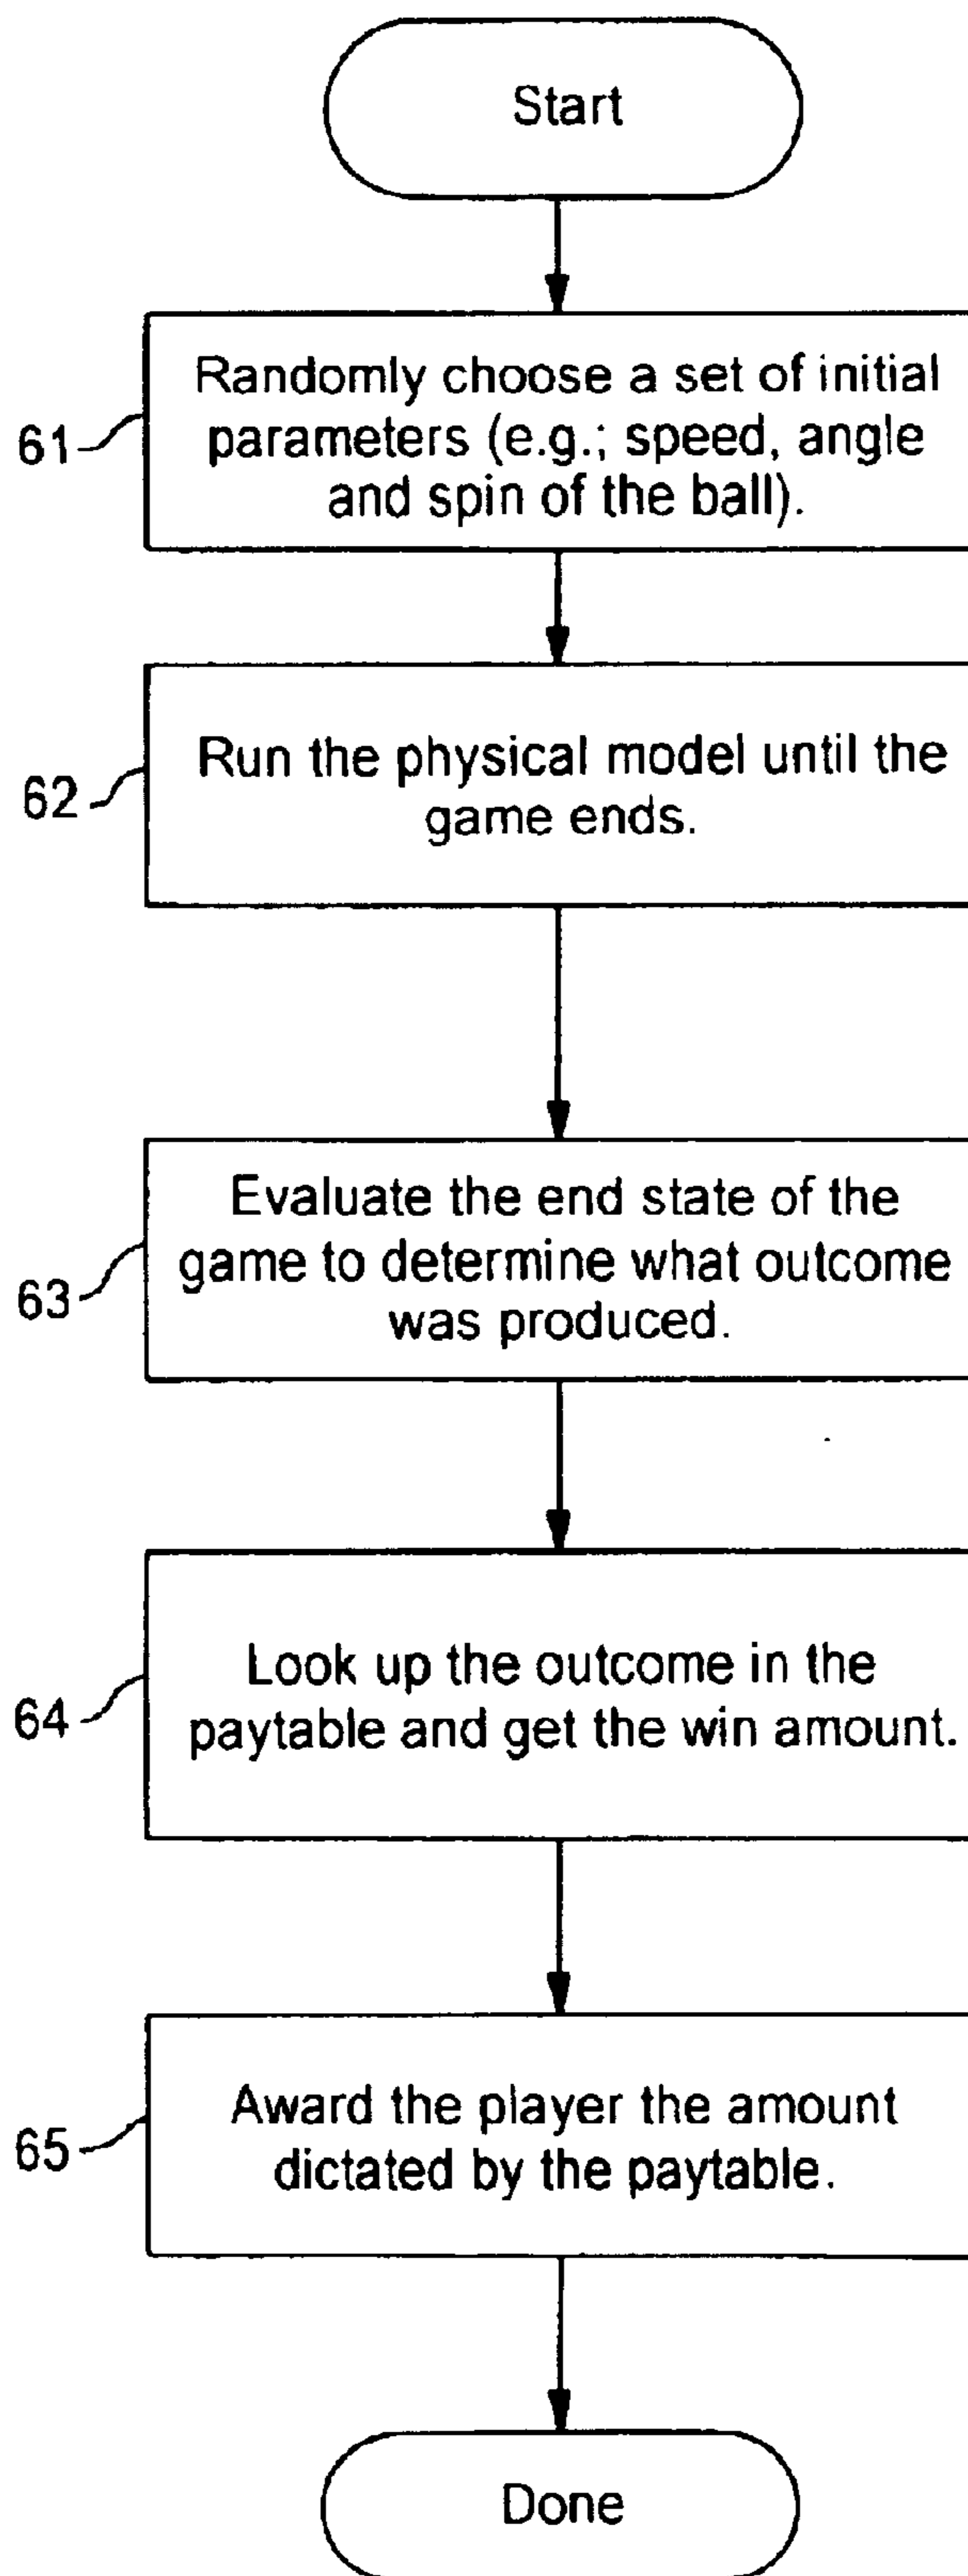 Start
Randomly choose a set of initial
parameters (e.g.; speed, angle
and spin of the ball).
61
Run the physical model until the
game ends.
62
Evaluate the end state of the
game to determine what outcome
was produced.
63
Look up the outcome in the
paytable and get the win amount.
64
Award the player the amount
dictated by the paytable.
65
Done